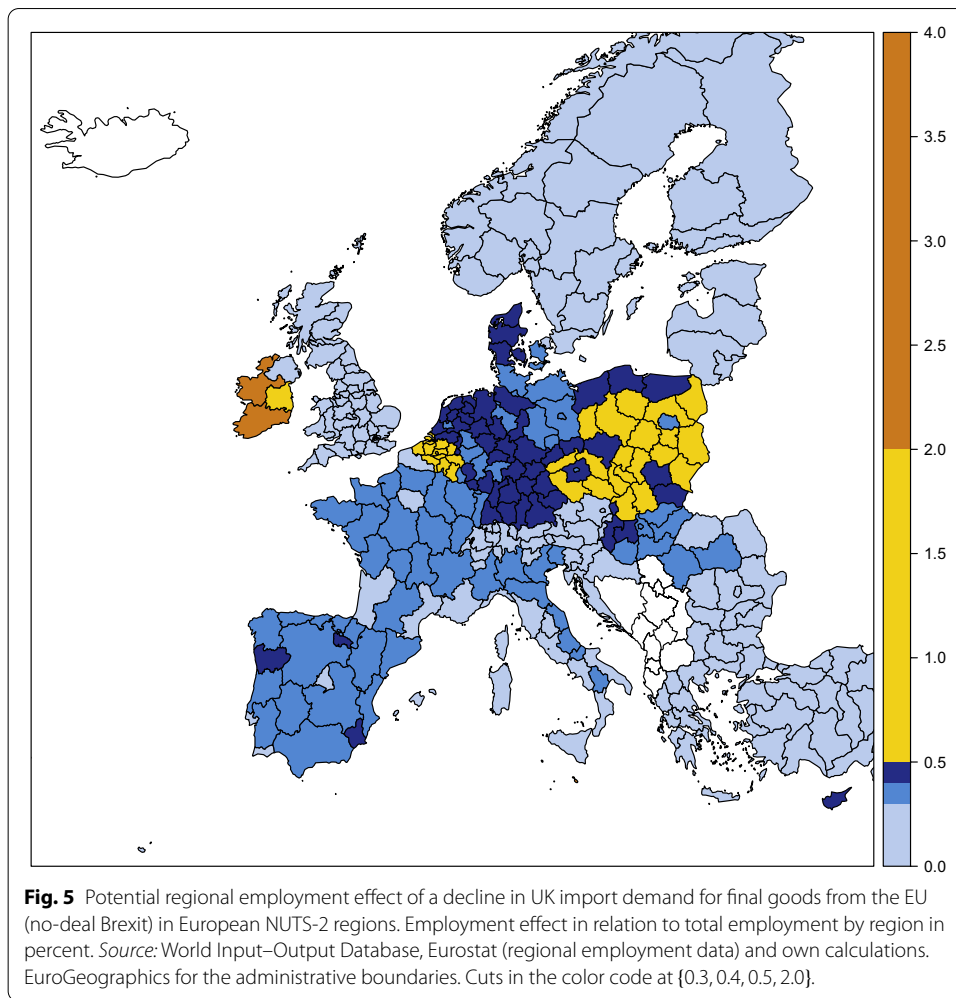 4.0
3.5
3.0
2.5
2.0
1.5
1.0
0.5
0.0
Fig. 5 Potential regional employment effect of a decline in UK import demand for final goods from the EU
(no-deal Brexit) in European NUTS-2 regions. Employment effect in relation to total employment by region in
percent. Source: World Input–Output Database, Eurostat (regional employment data) and own calculations.
EuroGeographics for the administrative boundaries. Cuts in the color code at {0.3, 0.4, 0.5, 2.0}.